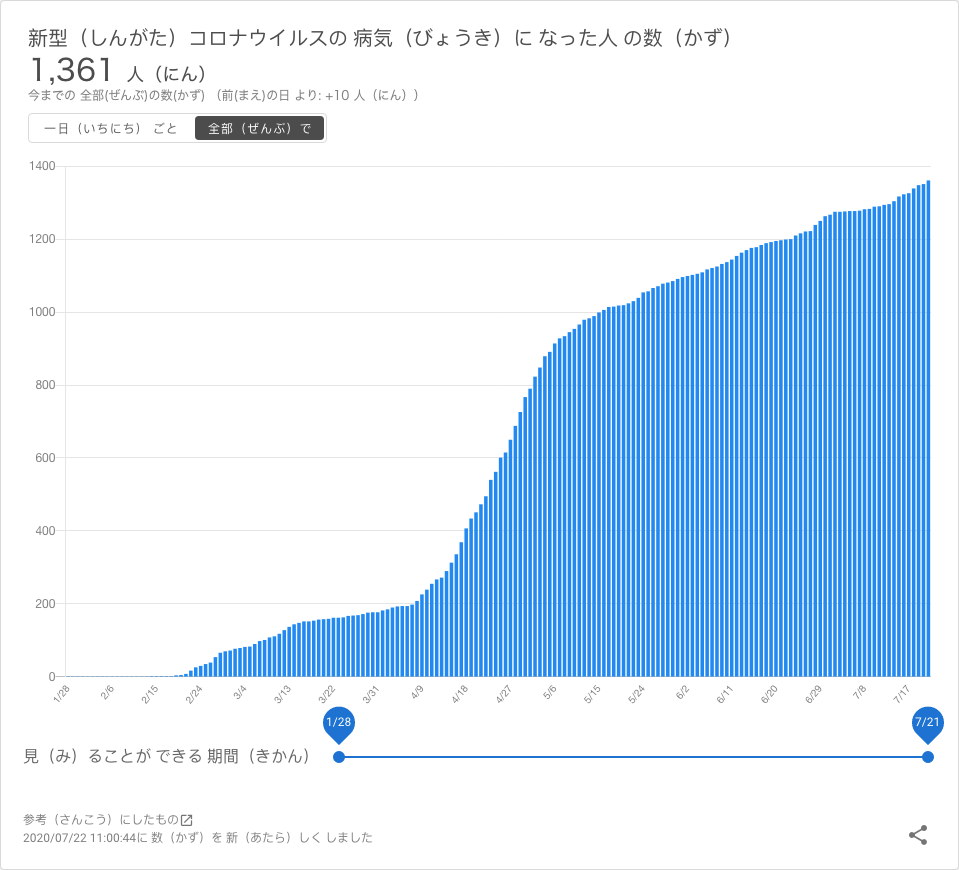 新型（しんがた）コロナウイルスの 病気（びょうき）に なった人 の数（かず）
1,361 人（にん）
今までの 全部(ぜんぶ)の数(かず) （前(まえ)の日 より: +10 人（にん））
一日（いちにち） ごと 全部（ぜんぶ）で
1400
1200
1000
800
600
400
200
0
1/28 2/6 2/15 2/24 3/4 3/13 3/22 3/31 4/9 4/18 4/27 5/6 5/15 5/24 6/2 6/11 6/20 6/29 7/8 7/17
1/28 7/21
見（み）ることが できる 期間（きかん）
参考（さんこう）にしたもの
2020/07/22 11:00:44に 数（かず）を 新（あたら）しく しました